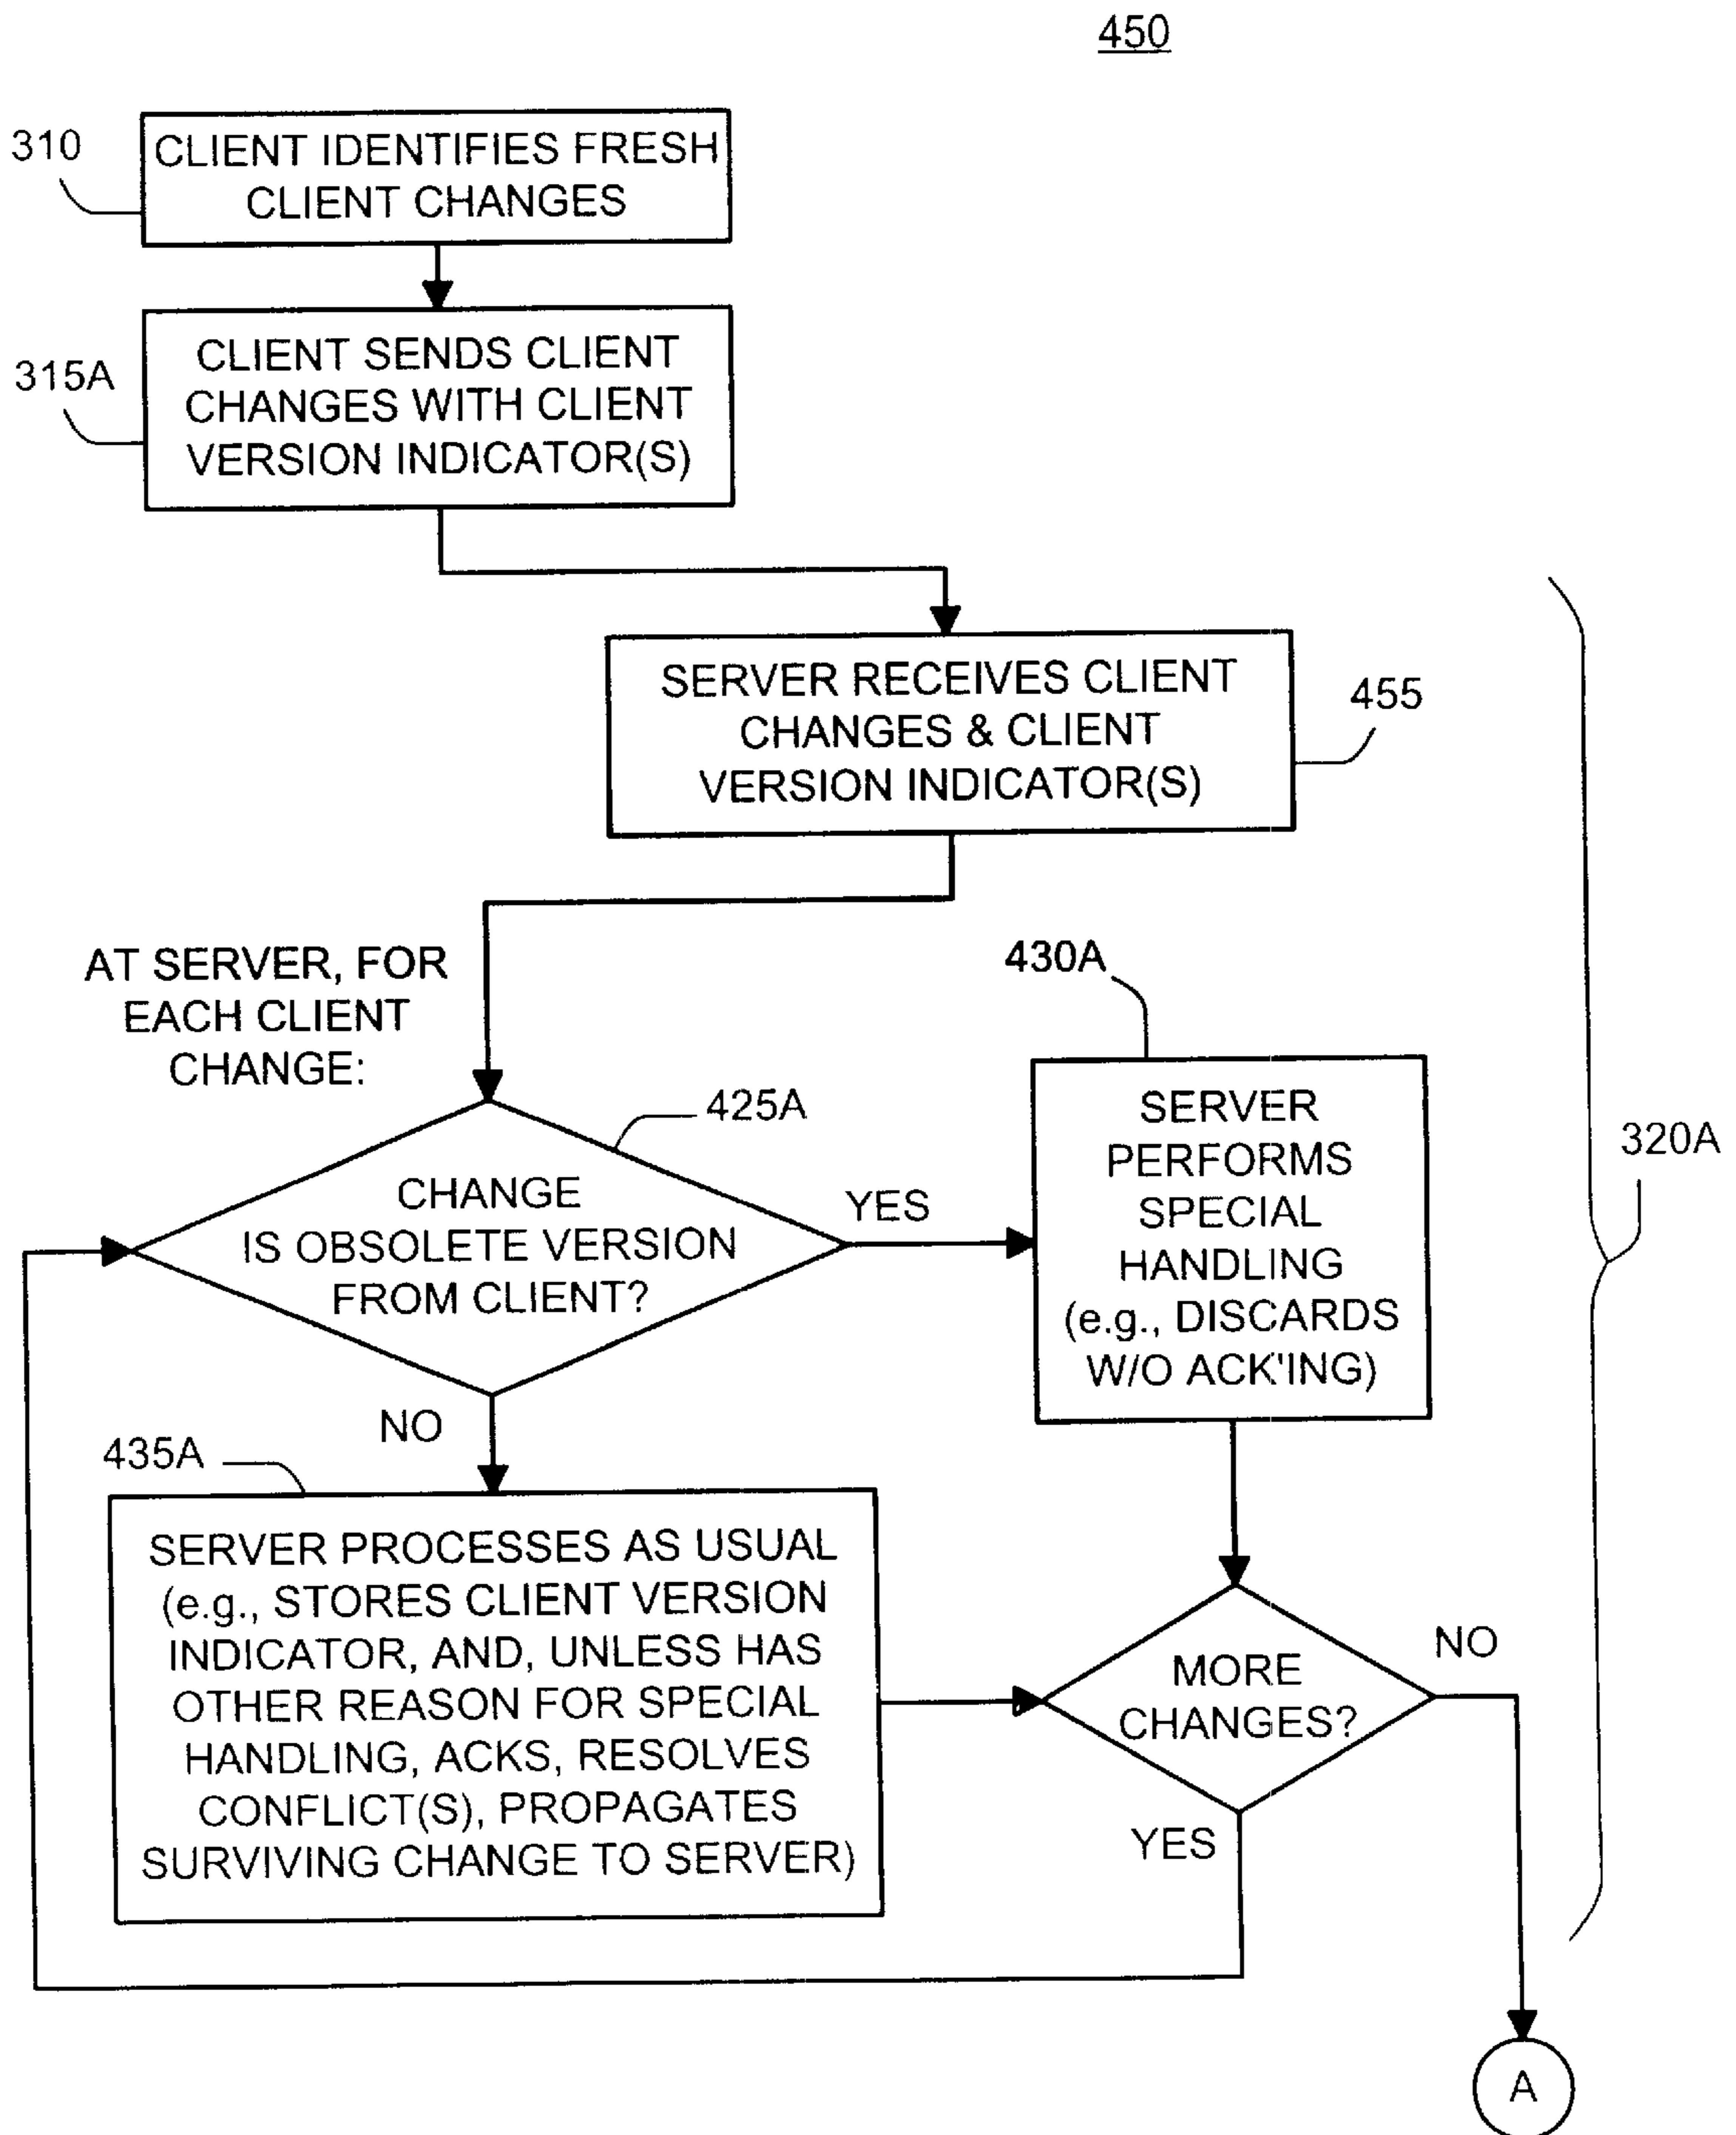 450
310
CLIENT IDENTIFIES FRESH
CLIENT CHANGES
315A
CLIENT SENDS CLIENT
CHANGES WITH CLIENT
VERSION INDICATOR(S)
SERVER RECEIVES CLIENT
CHANGES & CLIENT
VERSION INDICATOR(S)
455
AT SERVER, FOR
EACH CLIENT
CHANGE:
425A
CHANGE
IS OBSOLETE VERSION
FROM CLIENT?
YES
NO
430A
SERVER
PERFORMS
SPECIAL
HANDLING
(e.g., DISCARDS
W/O ACK'ING)
320A
435A
SERVER PROCESSES AS USUAL
(e.g., STORES CLIENT VERSION
INDICATOR, AND, UNLESS HAS
OTHER REASON FOR SPECIAL
HANDLING, ACKS, RESOLVES
CONFLICT(S), PROPAGATES
SURVIVING CHANGE TO SERVER)
MORE
CHANGES?
NO
YES
A